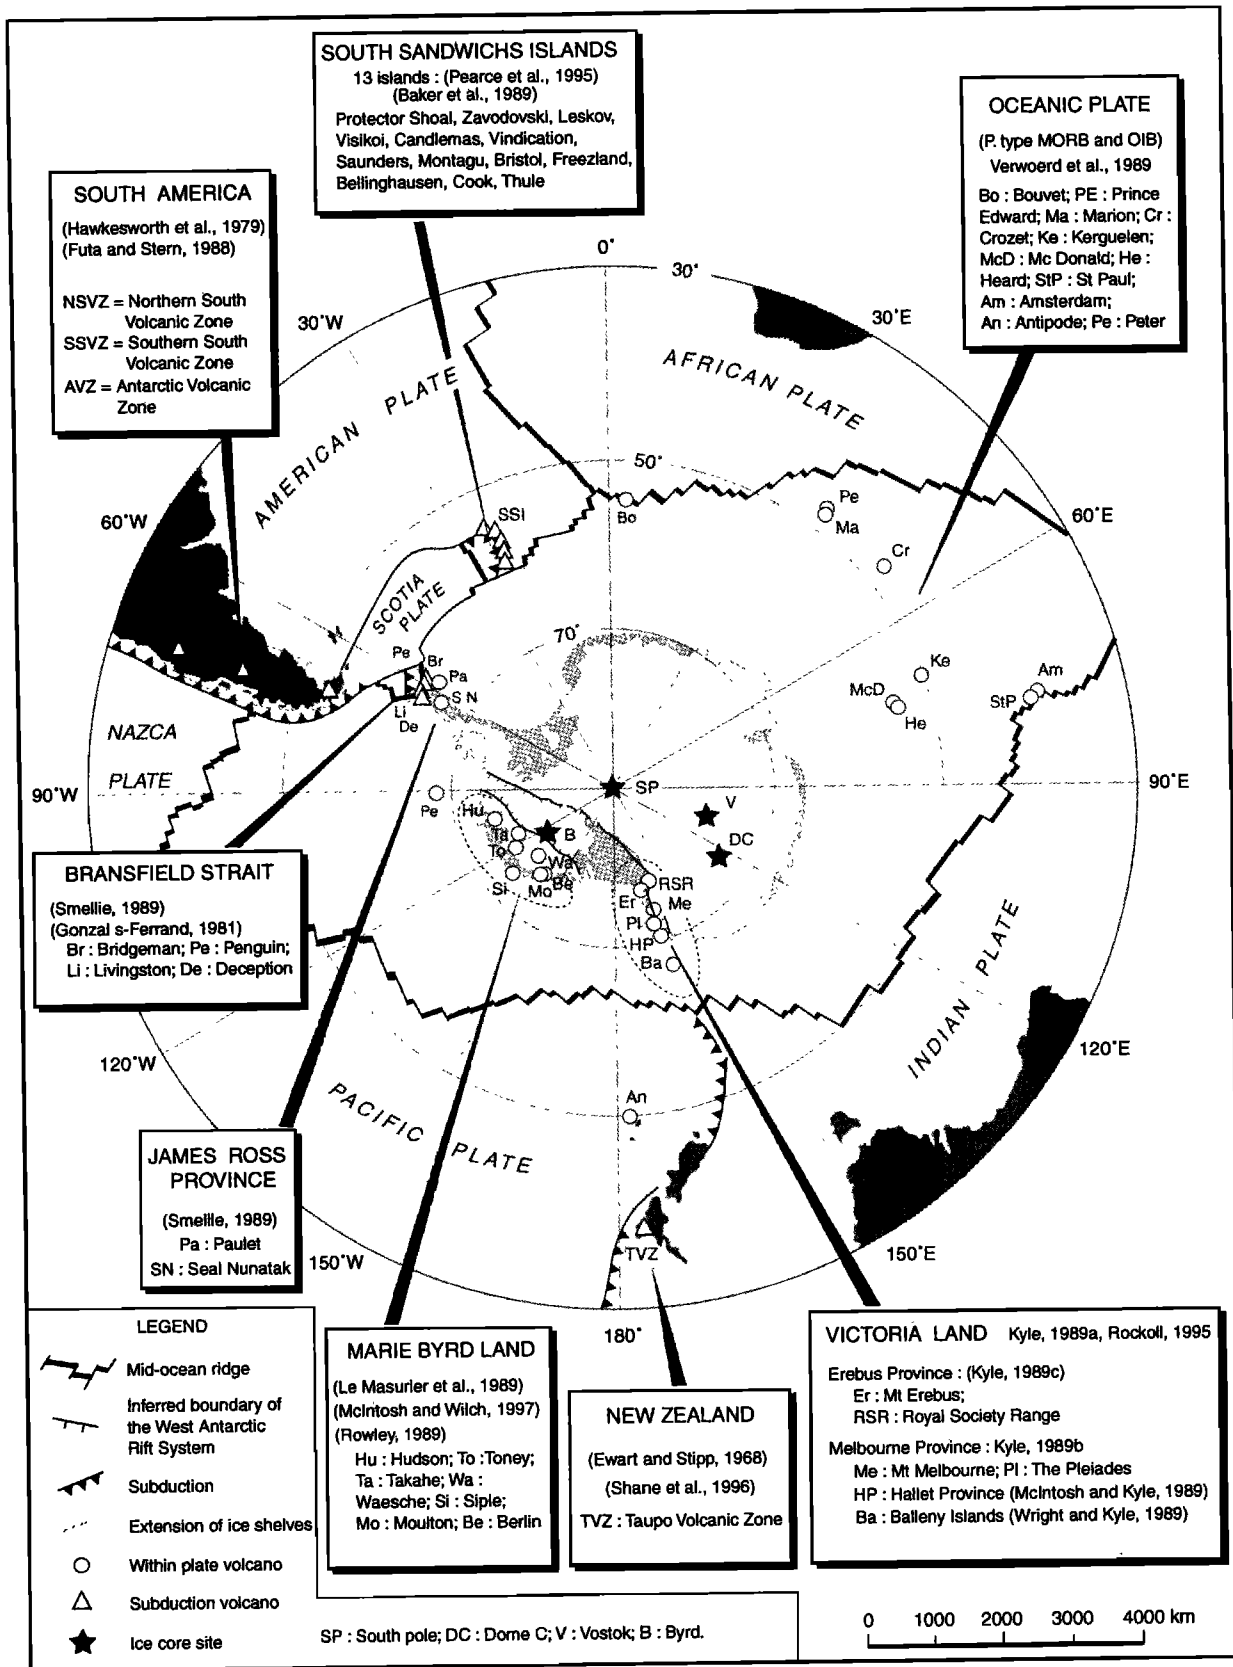 SOUTH SANDWICHS ISLANDS
13 islands : (Pearce et al., 1995)
(Baker et al., 1989)
Protector Shoal, Zavodovski, Leskov,
Visikoi, Candlemas, Vindication,
Saunders, Montagu, Bristol, Freezland,
Bellinghausen, Cook, Thule
OCEANIC PLATE
(P. type MORB and OIB)
Verwoerd et al., 1989
Bo : Bouvet; PE : Prince
Edward; Ma : Marion; Cr :
Crozet; Ke : Kerguelen;
McD : Mc Donald; He :
Heard; StP : St Paul;
Am : Amsterdam;
An : Antipode; Pe : Peter
SOUTH AMERICA
(Hawkesworth et al., 1979)
(Futa and Stern, 1988)
NSVZ = Northern South
Volcanic Zone
SSVZ = Southern South
Volcanic Zone
AVZ = Antarctic Volcanic
Zone
0°
30°
30°W
30°E
AMERICAN PLATE
AFRICAN PLATE
50°
60°W
60°E
SSI
Bo
Pe
Ma
Cr
SCOTIA
PLATE
70°
Pe
Br
Pa
S N
Li
De
Ke
McD
He
Am
StP
NAZCA
PLATE
90°W
90°E
SP
V
DC
Pe
Hu
Ta
To
B
Wa
Si
Mo
Be
RSR
Er
Me
Pl
HP
Ba
BRANSFIELD STRAIT
(Smellie, 1989)
(Gonzal s-Ferrand, 1981)
Br : Bridgeman; Pe : Penguin;
Li : Livingston; De : Deception
INDIAN PLATE
120°W
120°E
PACIFIC PLATE
An
TVZ
JAMES ROSS
PROVINCE
(Smellie, 1989)
Pa : Paulet
SN : Seal Nunatak
150°W
150°E
180°
LEGEND
Mid-ocean ridge
Inferred boundary of
the West Antarctic
Rift System
Subduction
Extension of ice shelves
Within plate volcano
Subduction volcano
Ice core site
MARIE BYRD LAND
(Le Masurier et al., 1989)
(McIntosh and Wilch, 1997)
(Rowley, 1989)
Hu : Hudson; To :Toney;
Ta : Takahe; Wa :
Waesche; Si : Siple;
Mo : Moulton; Be : Berlin
NEW ZEALAND
(Ewart and Stipp, 1968)
(Shane et al., 1996)
TVZ : Taupo Volcanic Zone
VICTORIA LAND Kyle, 1989a, Rockoll, 1995
Erebus Province : (Kyle, 1989c)
Er : Mt Erebus;
RSR : Royal Society Range
Melbourne Province : Kyle, 1989b
Me : Mt Melbourne; Pl : The Pleiades
HP : Hallet Province (McIntosh and Kyle, 1989)
Ba : Balleny Islands (Wright and Kyle, 1989)
SP : South pole; DC : Dome C; V : Vostok; B : Byrd.
0 1000 2000 3000 4000 km